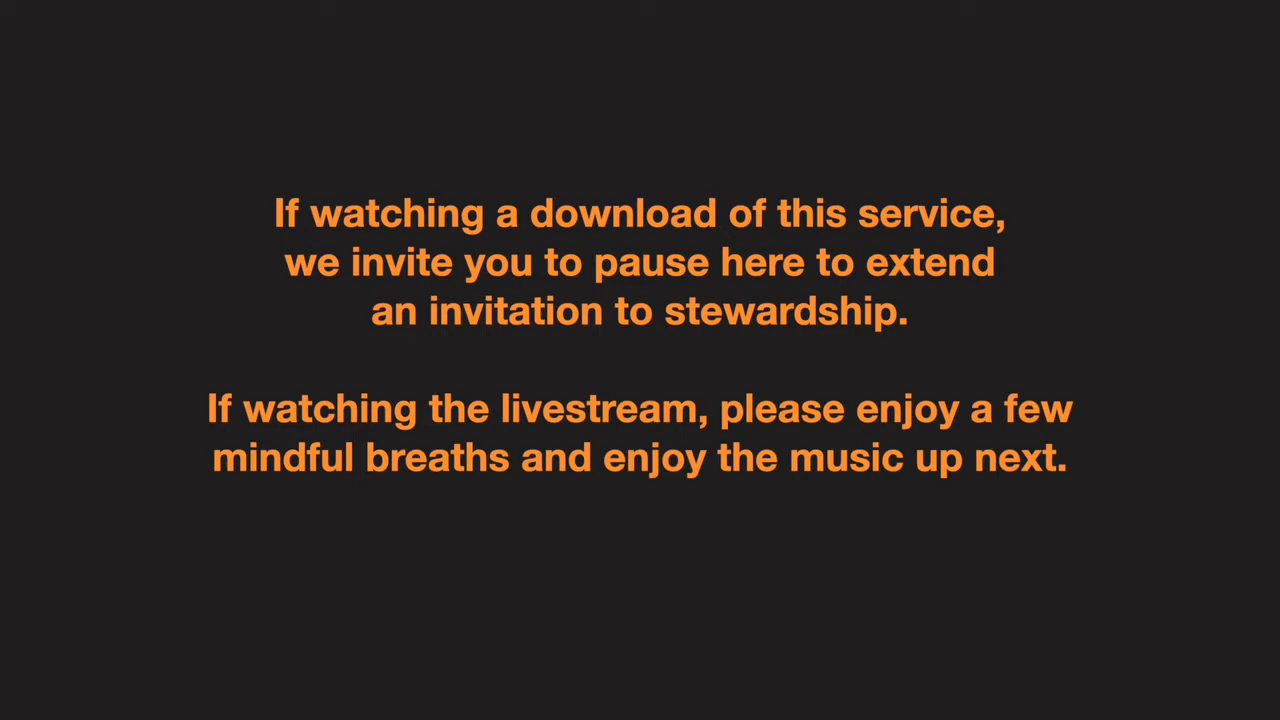 If watching a download of this service,
we invite you to pause here to extend
an invitation to stewardship.
If watching the livestream, please enjoy a few
mindful breaths and enjoy the music up next.